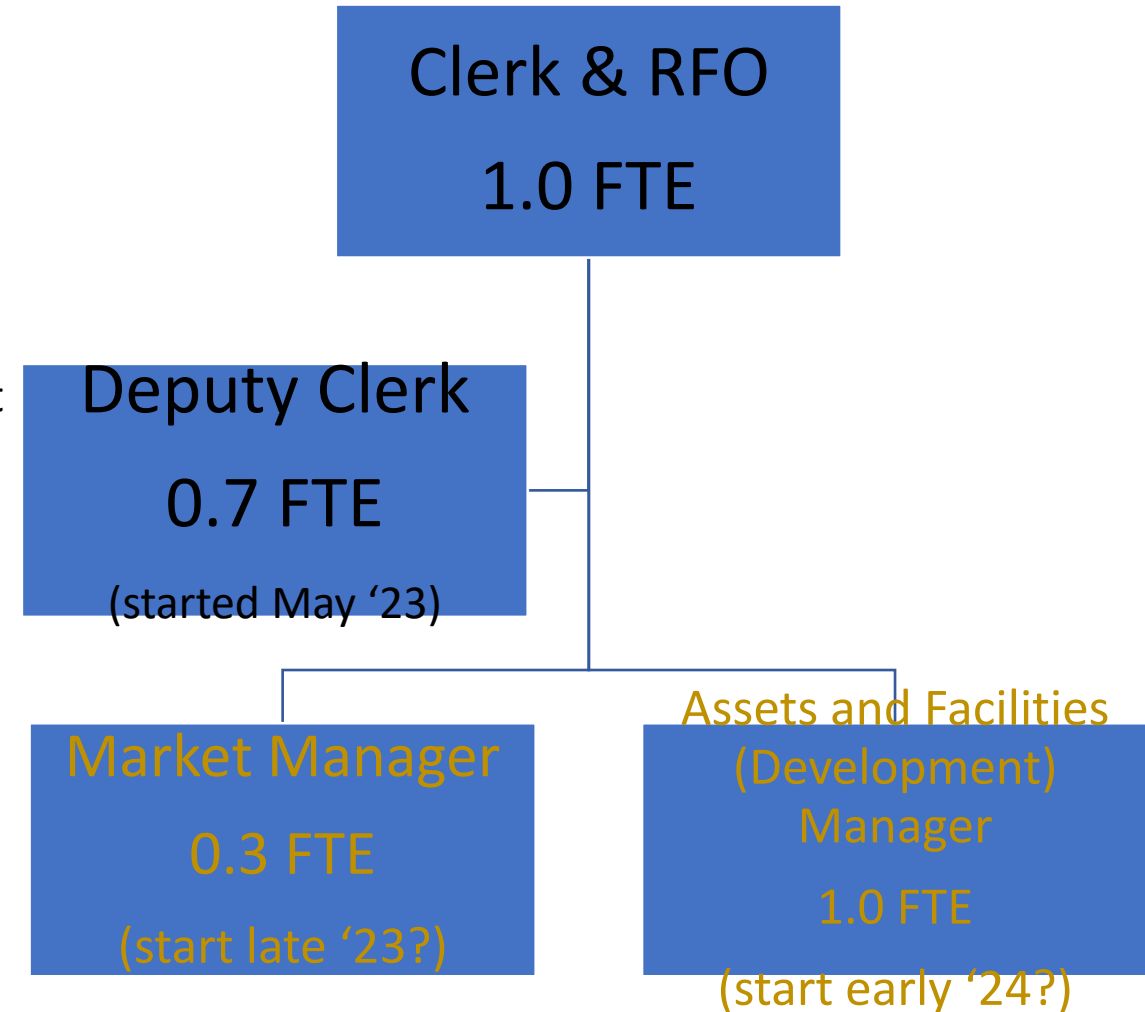 Clerk & RFO
1.0 FTE
Deputy Clerk
0.7 FTE
(started May ‘23)
Market Manager
0.3 FTE
(start late ‘23?)
Assets and Facilities
(Development)
Manager
1.0 FTE
(start early ‘24?)